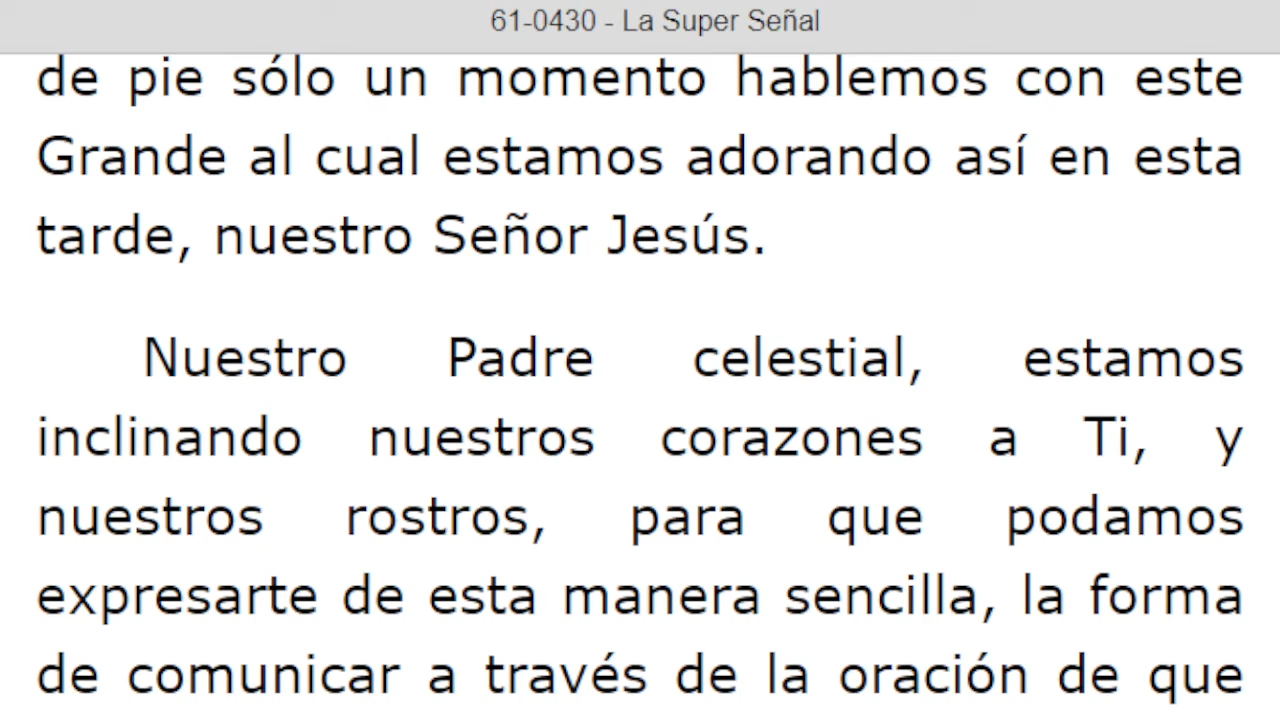 61-0430 - La Super Señal
de pie sólo un momento hablemos con este
Grande al cual estamos adorando así en esta
tarde, nuestro Señor Jesús.
Nuestro Padre celestial, estamos
inclinando nuestros corazones a Ti, y
nuestros rostros, para que podamos
expresarte de esta manera sencilla, la forma
de comunicar a través de la oración de que